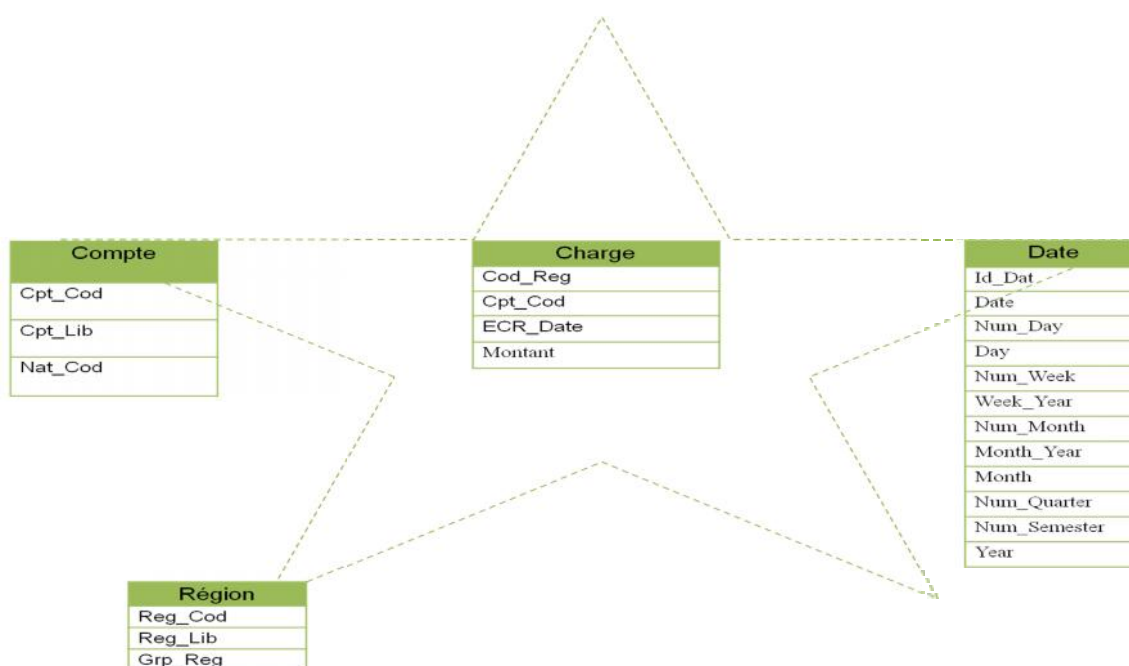 Compte
Cpt_Cod
Cpt_Lib
Nat_Cod
Charge
Cod_Reg
Cpt_Cod
ECR_Date
Montant
Date
Id_Dat
Date
Num_Day
Day
Num_Week
Week_Year
Num_Month
Month_Year
Month
Num_Quarter
Num_Semester
Year
Région
Reg_Cod
Reg_Lib
Grp_Reg